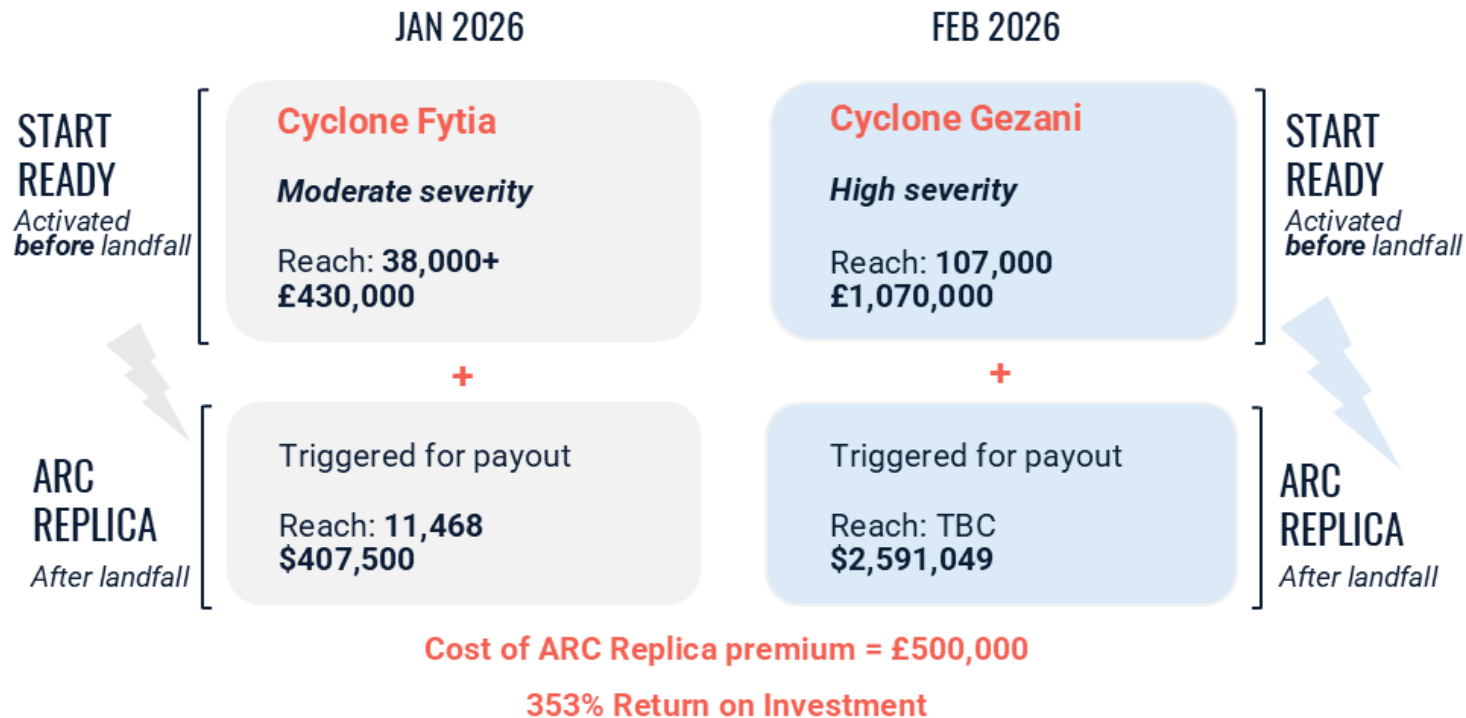 JAN 2026
FEB 2026
START
READY
Activated
before landfall
Cyclone Fytia
Moderate severity
Reach: 38,000+
£430,000
Cyclone Gezani
High severity
Reach: 107,000
£1,070,000
START
READY
Activated
before landfall
+
+
ARC
REPLICA
After landfall
Triggered for payout
Reach: 11,468
$407,500
Triggered for payout
Reach: TBC
$2,591,049
ARC
REPLICA
After landfall
Cost of ARC Replica premium = £500,000
353% Return on Investment